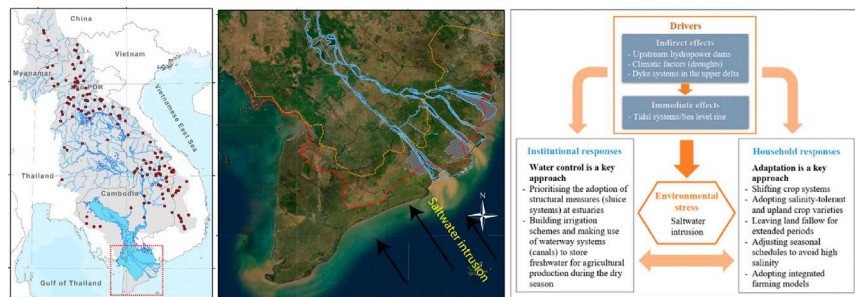 China
Vietnam
Myanmar
Lao PDR
Vietnamese East Sea
Thailand
Cambodia
Gulf of Thailand
Saltwater intrusion
N
Drivers
Indirect effects
- Upstream hydropower dams
- Climatic factors (droughts)
- Dyke systems in the upper delta
Immediate effects
- Tidal systems/Sea level rise
Institutional responses
Water control is a key
approach
- Prioritising the adoption of
structural measures (sluice
systems) at estuaries
- Building irrigation
schemes and making use
of waterway systems
(canals) to store
freshwater for agricultural
production during the dry
season
Environmental
stress
Saltwater
intrusion
Household responses
Adaptation is a key
approach
- Shifting crop systems
- Adopting salinity-tolerant
and upland crop varieties
- Leaving land fallow for
extended periods
- Adjusting seasonal
schedules to avoid high
salinity
- Adopting integrated
farming models